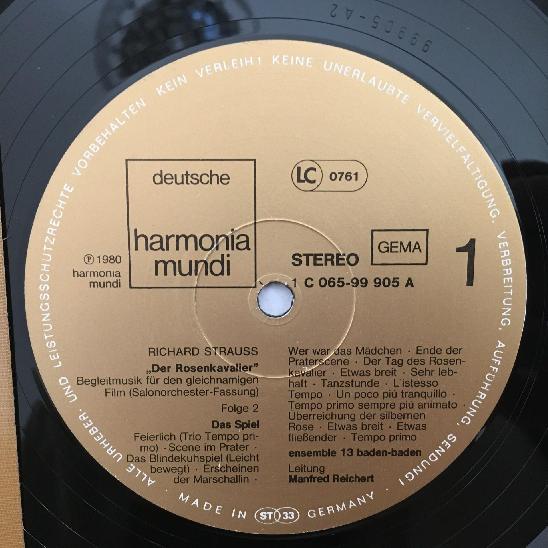 99905-A2
ALLE URHEBER- UND LEISTUNGSSCHUTZRECHTE VORBEHALTEN KEIN VERLEIH! KEINE UNERLAUBTE VERVIELFÄLTIGUNG, VERBREITUNG, AUFFÜHRUNG, SENDUNG!
deutsche
harmonia
mundi
LC 0761
℗ 1980
harmonia
mundi
STEREO
GEMA
1
1 C 065-99 905 A
RICHARD STRAUSS
„Der Rosenkavalier"
Begleitmusik für den gleichnamigen
Film (Salonorchester-Fassung)
Folge 2
Das Spiel
Feierlich (Trio Tempo pri-
mo) · Scene im Prater ·
Das Blindekuhspiel (Leicht
bewegt) · Erscheinen
der Marschallin ·
Wer war das Mädchen · Ende der
Praterscene · Der Tag des Rosen-
kavalier · Etwas breit · Sehr leb-
haft · Tanzstunde · L'istesso
Tempo · Un poco più tranquillo ·
Tempo primo sempre più animato ·
Überreichung der silbernen
Rose · Etwas breit · Etwas
fließender · Tempo primo
ensemble 13 baden-baden
Leitung
Manfred Reichert
· MADE IN ST 33 GERMANY ·